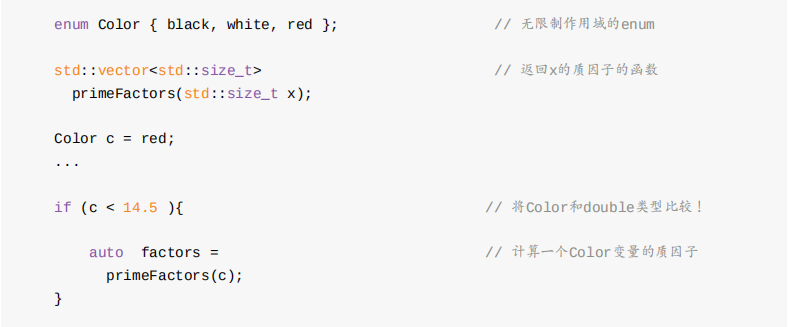 enum Color { black, white, red }; // 无限制作用域的enum
std::vector<std::size_t> // 返回x的质因子的函数
primeFactors(std::size_t x);
Color c = red;
...
if (c < 14.5 ){ // 将Color和double类型比较！
auto factors = // 计算一个Color变量的质因子
primeFactors(c);
}